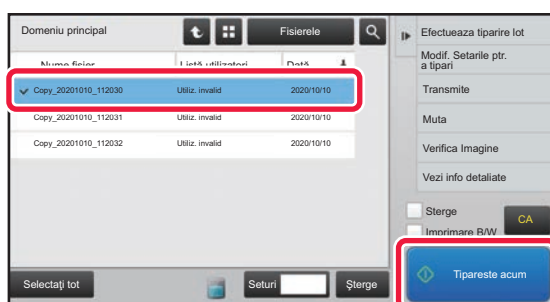 Domeniu principal
Fisierele
Nume fisier Listă utilizatori Dată
Copy_20201010_112030 Utiliz. invalid 2020/10/10
Copy_20201010_112031 Utiliz. invalid 2020/10/10
Copy_20201010_112032 Utiliz. invalid 2020/10/10
Selectaţi tot
Seturi
Şterge
Efectueaza tiparire lot
Modif. Setarile ptr.
a tipari
Transmite
Muta
Verifica Imagine
Vezi info detaliate
Sterge
CA
Imprimare B/W
Tipareste acum